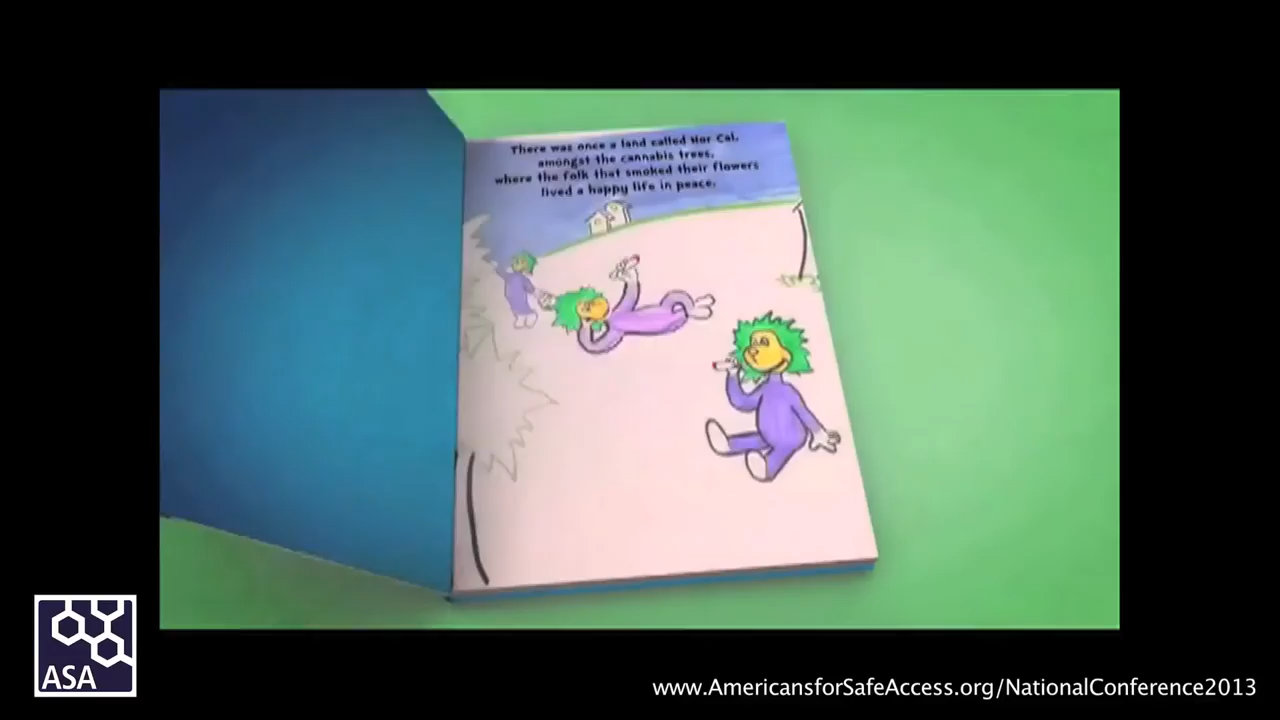 There was once a land called Nor Cal,
amongst the cannabis trees,
where the folk that smoked their flowers
lived a happy life in peace.
ASA
www.AmericansforSafeAccess.org/NationalConference2013